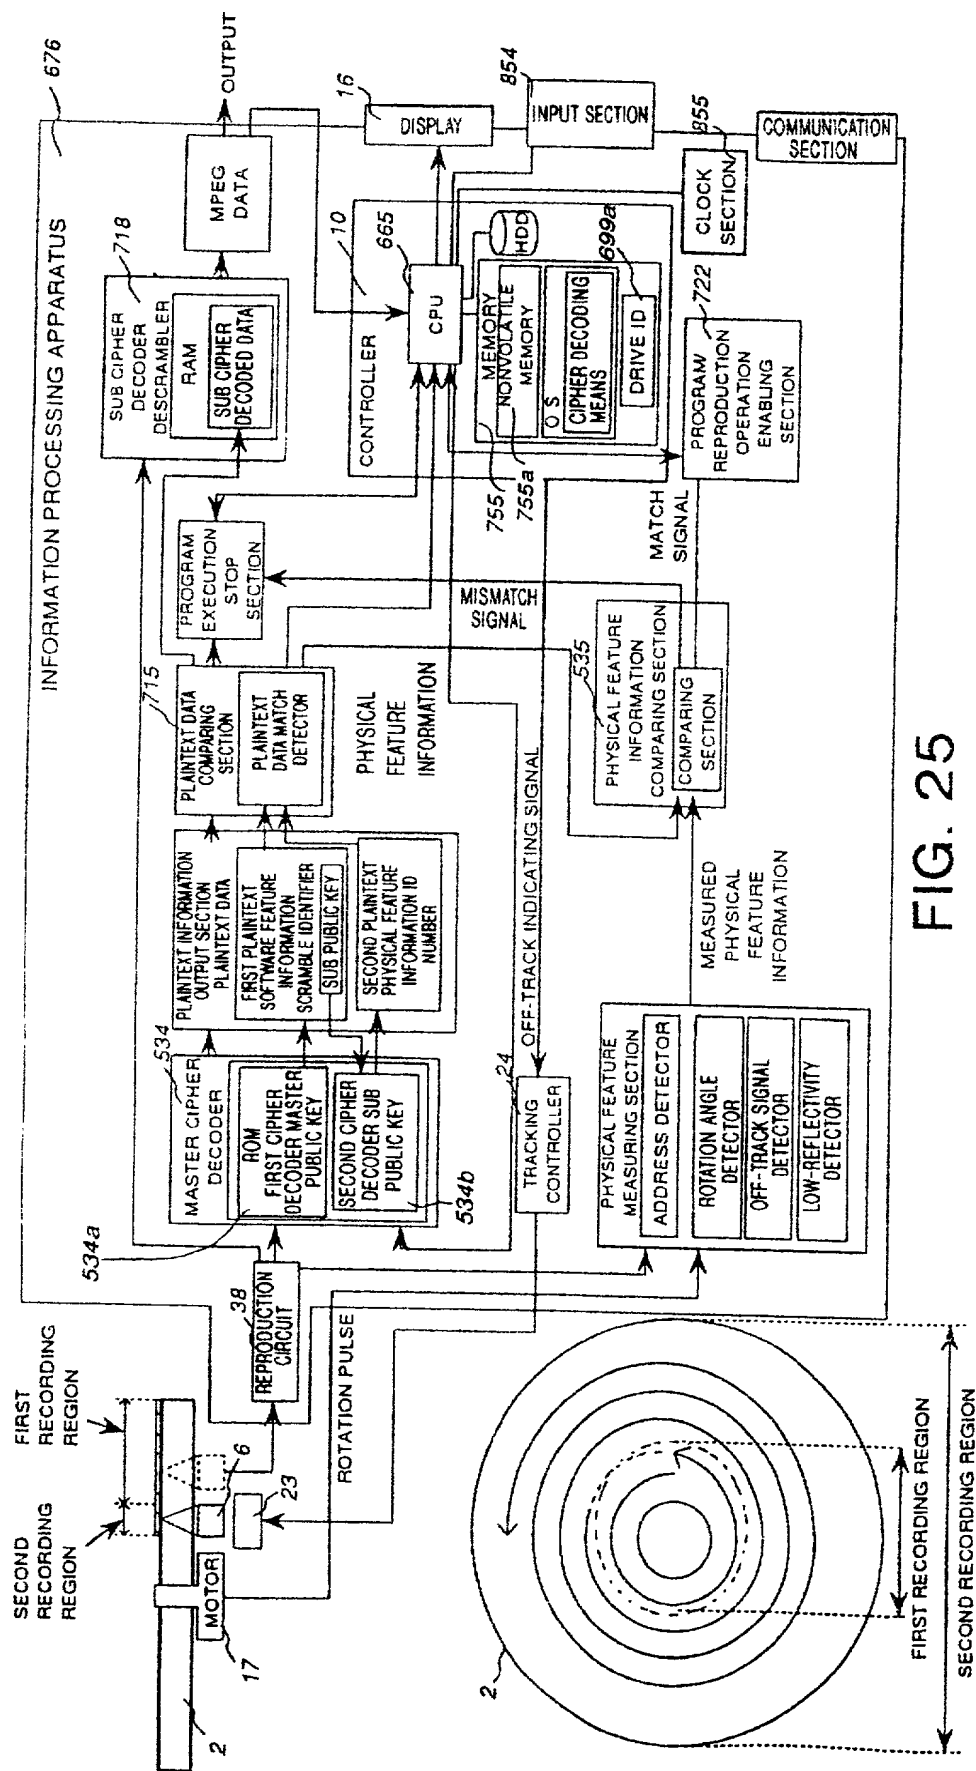 INFORMATION PROCESSING APPARATUS
676
SECOND
RECORDING
REGION
FIRST
RECORDING
REGION
2
17
MOTOR
6
23
38
REPRODUCTION
CIRCUIT
ROTATION PULSE
534a
534
MASTER CIPHER
DECODER
ROM
FIRST CIPHER
DECODER MASTER
PUBLIC KEY
SECOND CIPHER
DECODER SUB
PUBLIC KEY
534b
PLAINTEXT INFORMATION
OUTPUT SECTION
PLAINTEXT DATA
FIRST PLAINTEXT
SOFTWARE FEATURE
INFORMATION
SCRAMBLE IDENTIFIER
SUB PUBLIC KEY
SECOND PLAINTEXT
PHYSICAL FEATURE
INFORMATION ID
NUMBER
715
PLAINTEXT DATA
COMPARING
SECTION
PLAINTEXT
DATA MATCH
DETECTOR
PHYSICAL
FEATURE
INFORMATION
PROGRAM
EXECUTION
STOP
SECTION
718
SUB CIPHER
DECODER
DESCRAMBLER
RAM
SUB CIPHER
DECODED DATA
MPEG
DATA
OUTPUT
CONTROLLER
10
665
CPU
HDD
MEMORY
NONVOLATILE
MEMORY
O S
CIPHER DECODING
MEANS
DRIVE ID
699a
755
755a
16
DISPLAY
854
INPUT SECTION
855
CLOCK
SECTION
COMMUNICATION
SECTION
24
TRACKING
CONTROLLER
OFF-TRACK INDICATING SIGNAL
MISMATCH
SIGNAL
MATCH
SIGNAL
722
PROGRAM/
REPRODUCTION
OPERATION
ENABLING
SECTION
535
PHYSICAL FEATURE
INFORMATION
COMPARING SECTION
COMPARING
SECTION
MEASURED
PHYSICAL
FEATURE
INFORMATION
PHYSICAL FEATURE
MEASURING SECTION
ADDRESS DETECTOR
ROTATION ANGLE
DETECTOR
OFF-TRACK SIGNAL
DETECTOR
LOW-REFLECTIVITY
DETECTOR
2
FIRST RECORDING REGION
SECOND RECORDING REGION
FIG. 25